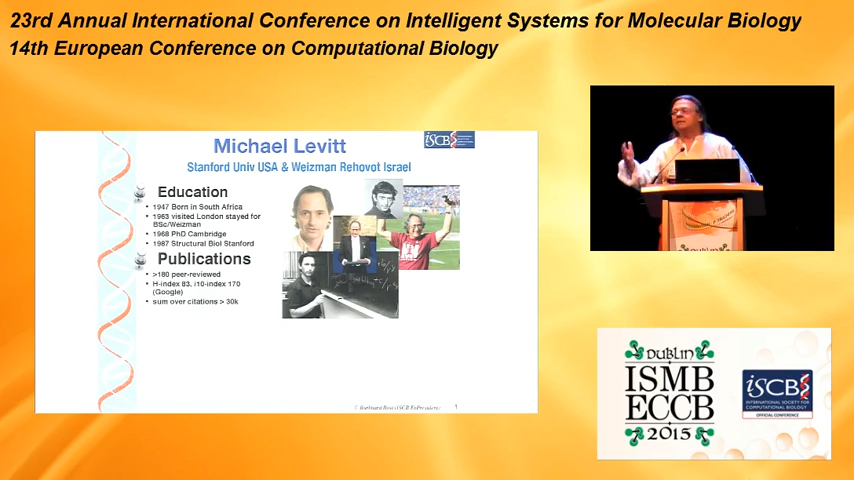 23rd Annual International Conference on Intelligent Systems for Molecular Biology
14th European Conference on Computational Biology
Michael Levitt
iSCB
Stanford Univ USA & Weizman Rehovot Israel
Education
• 1947 Born in South Africa
• 1963 visited London stayed for
BSc/Weizman
• 1968 PhD Cambridge
• 1987 Structural Biol Stanford
Publications
• >180 peer-reviewed
• H-index 83, i10-index 170
(Google)
• sum over citations > 30k
1
DUBLIN
DUBLIN
ISMB
ECCB
2015
iSCB
INTERNATIONAL SOCIETY FOR
COMPUTATIONAL BIOLOGY
OFFICIAL CONFERENCE